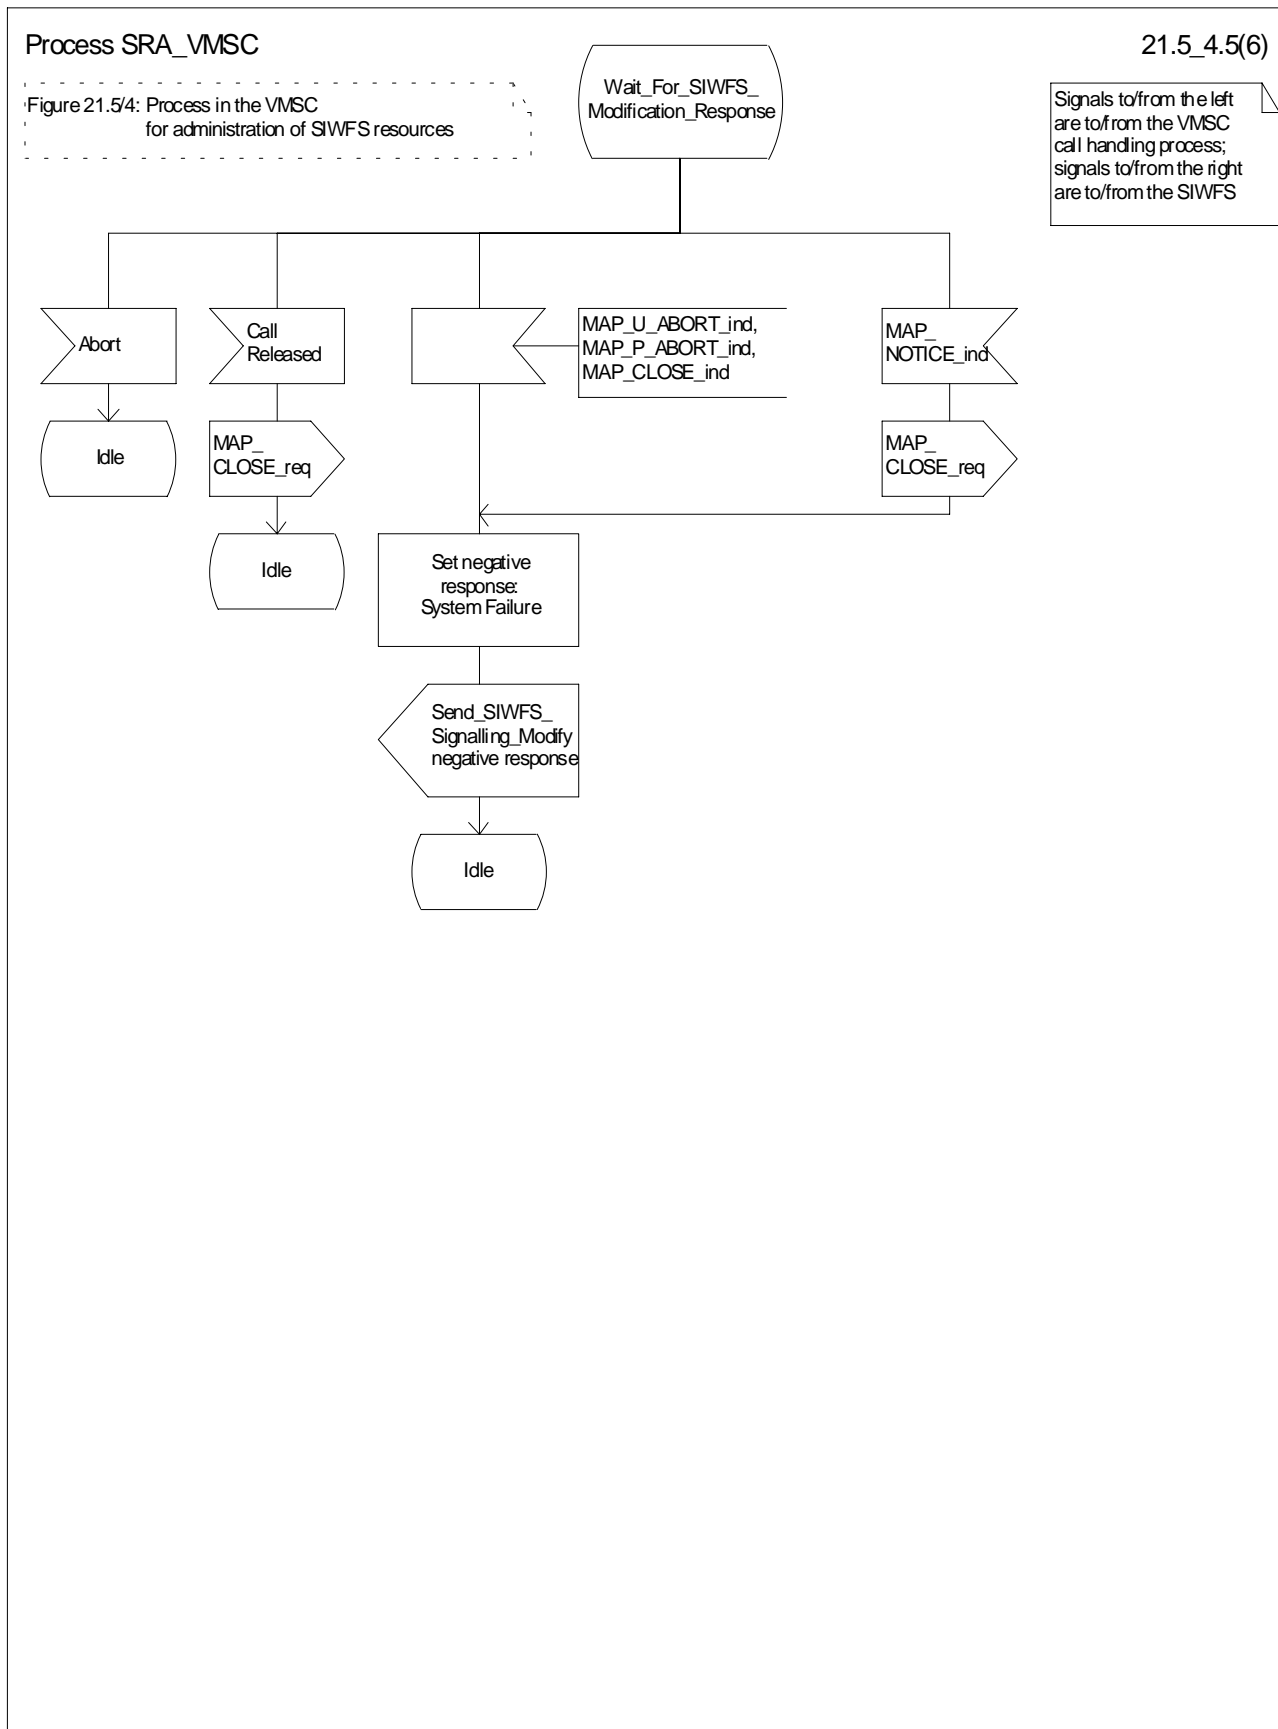 Process SRA_VMSC
21.5_4.5(6)
Figure 21.5/4: Process in the VMSC
for administration of SIWFS resources
Wait_For_SIWFS_
Modification_Response
Signals to/from the left
are to/from the VMSC
call handling process;
signals to/from the right
are to/from the SIWFS
Abort
Call
Released
MAP_U_ABORT_ind,
MAP_P_ABORT_ind,
MAP_CLOSE_ind
MAP_
NOTICE_ind
Idle
MAP_
CLOSE_req
MAP_
CLOSE_req
Idle
Set negative
response:
System Failure
Send_SIWFS_
Signalling_Modify
negative response
Idle